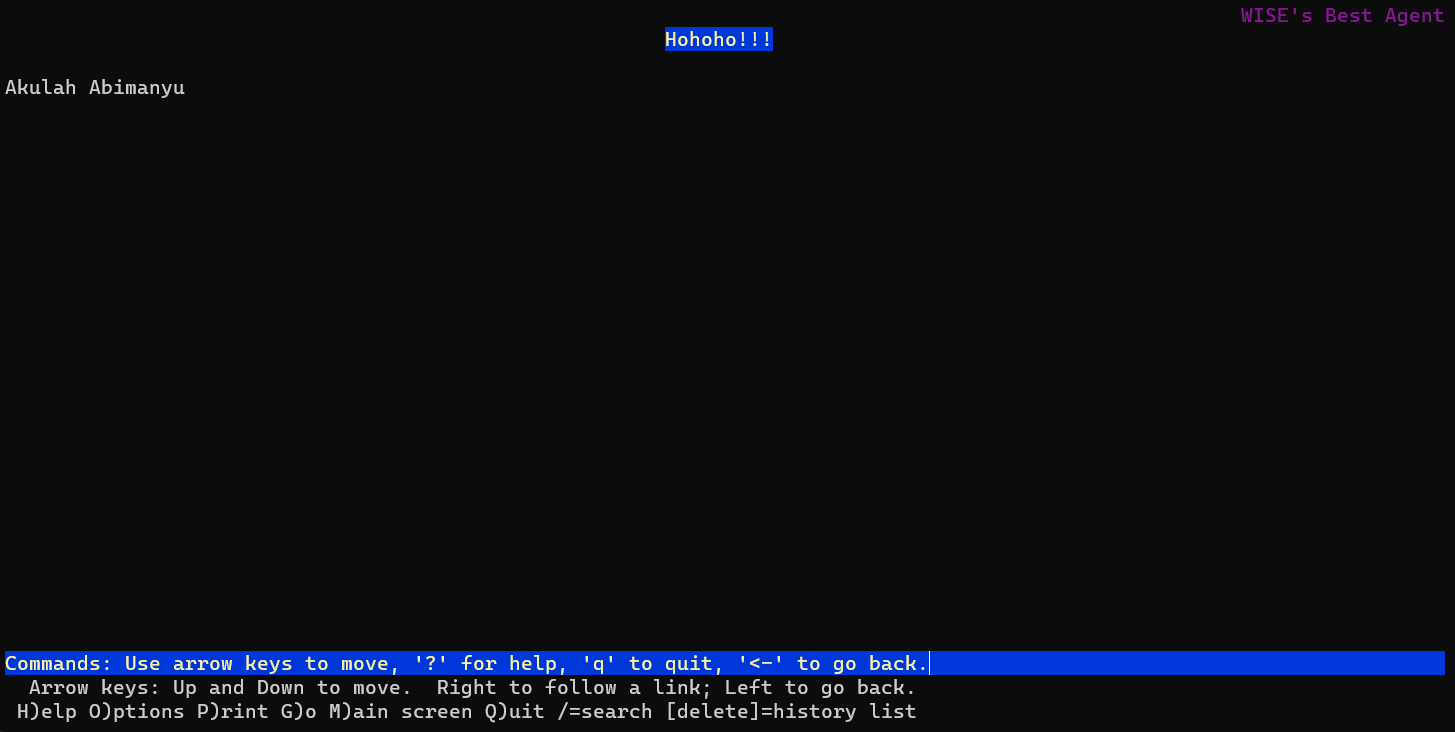 WISE's Best Agent
Hohoho!!!
Akulah Abimanyu
Commands: Use arrow keys to move, '?' for help, 'q' to quit, '<-' to go back.
Arrow keys: Up and Down to move.  Right to follow a link; Left to go back.
H)elp O)ptions P)rint G)o M)ain screen Q)uit /=search [delete]=history list